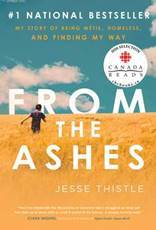 #1 NATIONAL BESTSELLER
MY STORY OF BEING MÉTIS, HOMELESS,
AND FINDING MY WAY
CANADA
READS
FROM
THE
ASHES
JESSE THISTLE